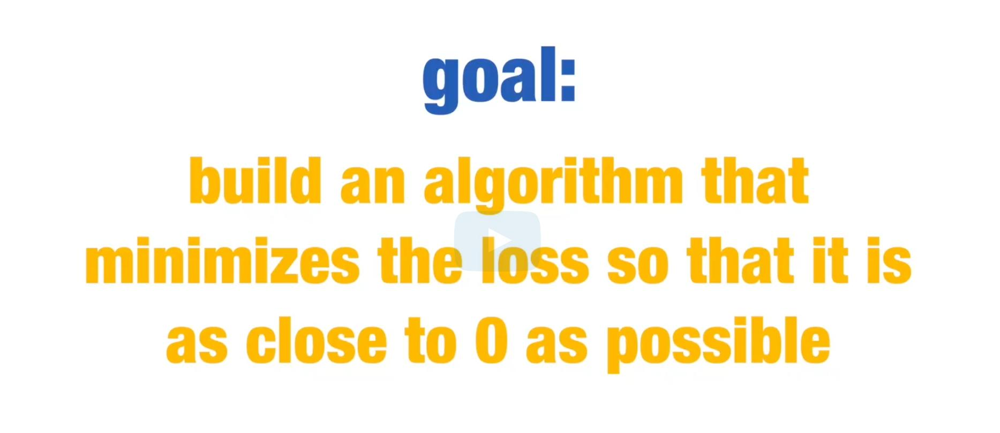 goal:
build an algorithm that
minimizes the loss so that it is
as close to 0 as possible